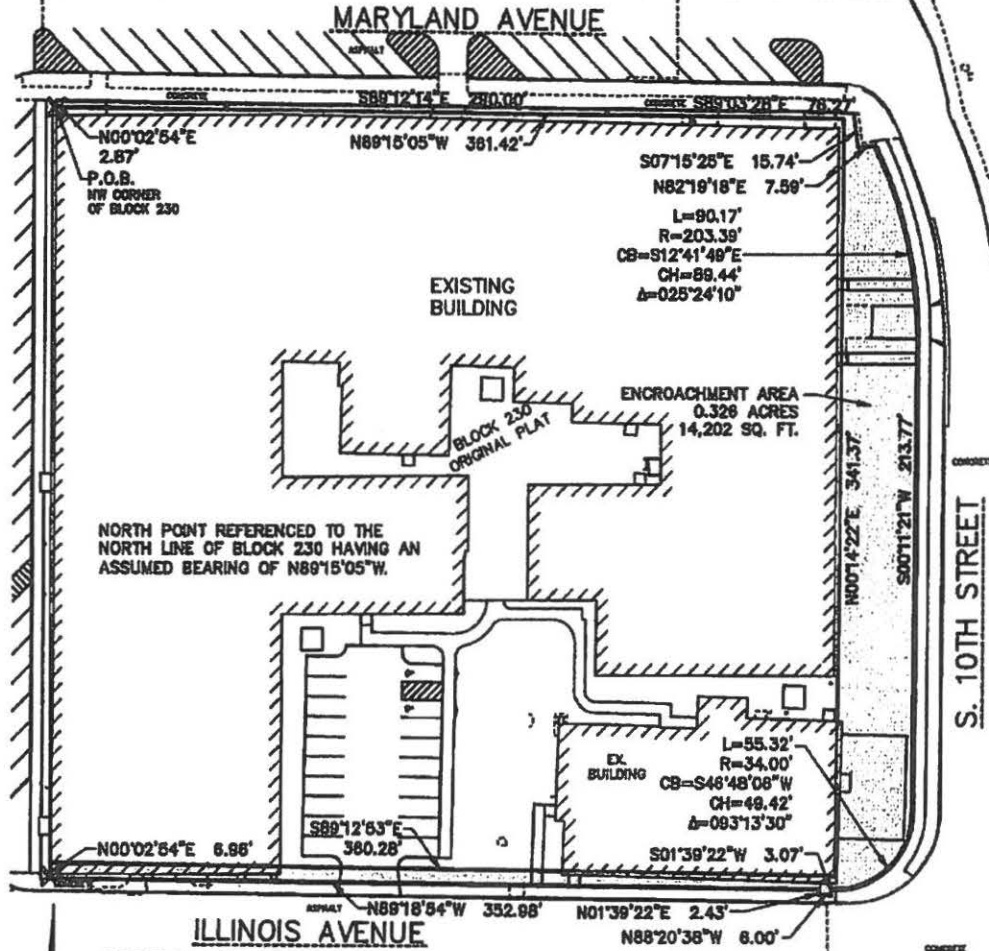 MARYLAND AVENUE
ASPHALT
CONCRETE
S89°12'14"E 290.00'
CONCRETE
S89°03'28"E 76.27'
N00°02'54"E
2.87'
N89°15'05"W 361.42'
P.O.B.
NW CORNER
OF BLOCK 230
S07°15'25"E 15.74'
N82°19'18"E 7.59'
L=90.17'
R=203.39'
CB=S12°41'49"E
CH=89.44'
Δ=025°24'10"
EXISTING
BUILDING
ENCROACHMENT AREA
0.326 ACRES
14,202 SQ. FT.
BLOCK 230
ORIGINAL PLAT
N00°14'22"E 341.37'
S00°11'21"W 213.77'
CONCRETE
S. 10TH STREET
NORTH POINT REFERENCED TO THE
NORTH LINE OF BLOCK 230 HAVING AN
ASSUMED BEARING OF N89°15'05"W.
EX.
BUILDING
L=55.32'
R=34.00'
CB=S46°48'06"W
CH=49.42'
Δ=093°13'30"
S89°12'53"E
380.28'
N00°02'54"E 6.96'
S01°39'22"W 3.07'
CONCRETE
ASPHALT
N89°18'54"W 352.98'
N01°39'22"E 2.43'
N88°20'38"W 6.00'
ILLINOIS AVENUE
CONCRETE